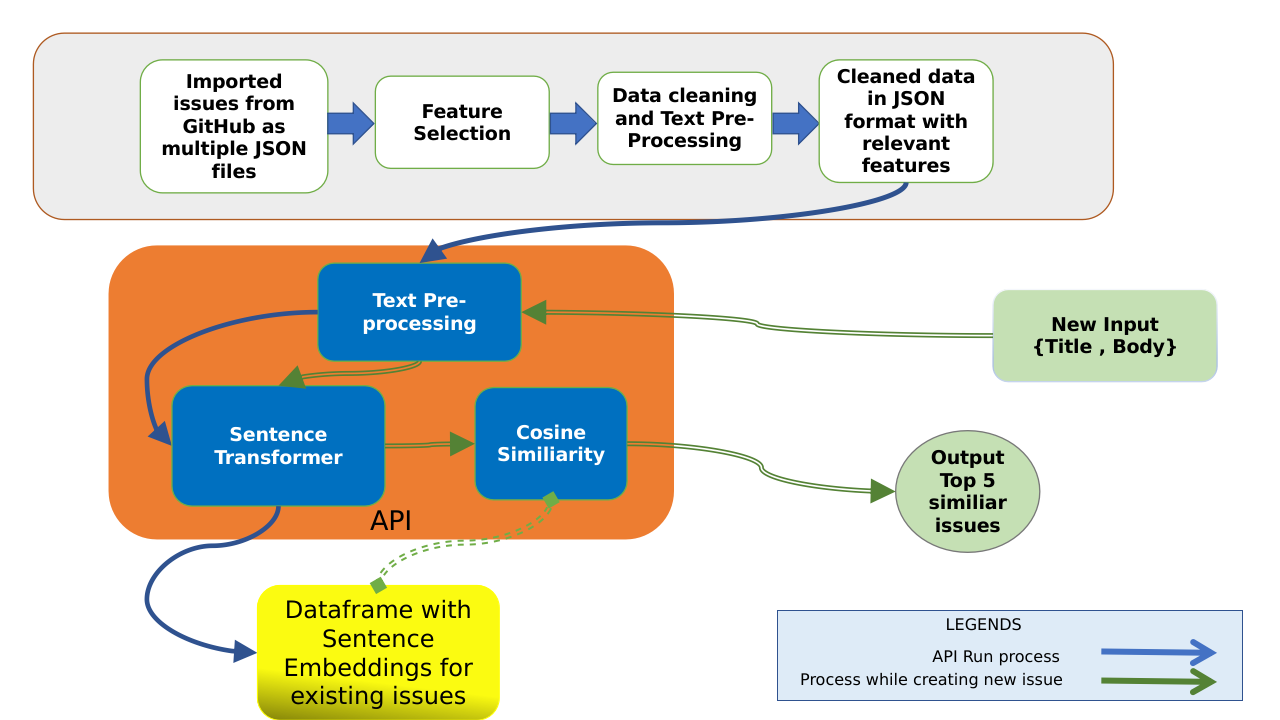 Imported
issues from
GitHub as
multiple JSON
files
Feature
Selection
Data cleaning
and Text Pre-
Processing
Cleaned data
in JSON
format with
relevant
features
Text Pre-
processing
New Input
{Title , Body}
Sentence
Transformer
Cosine
Similiarity
Output
Top 5
similiar
issues
API
Dataframe with
Sentence
Embeddings for
existing issues
LEGENDS
API Run process
Process while creating new issue